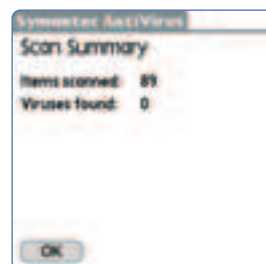 Symantec AntiVirus
Scan Summary
Items scanned: 89
Viruses found: 0
OK